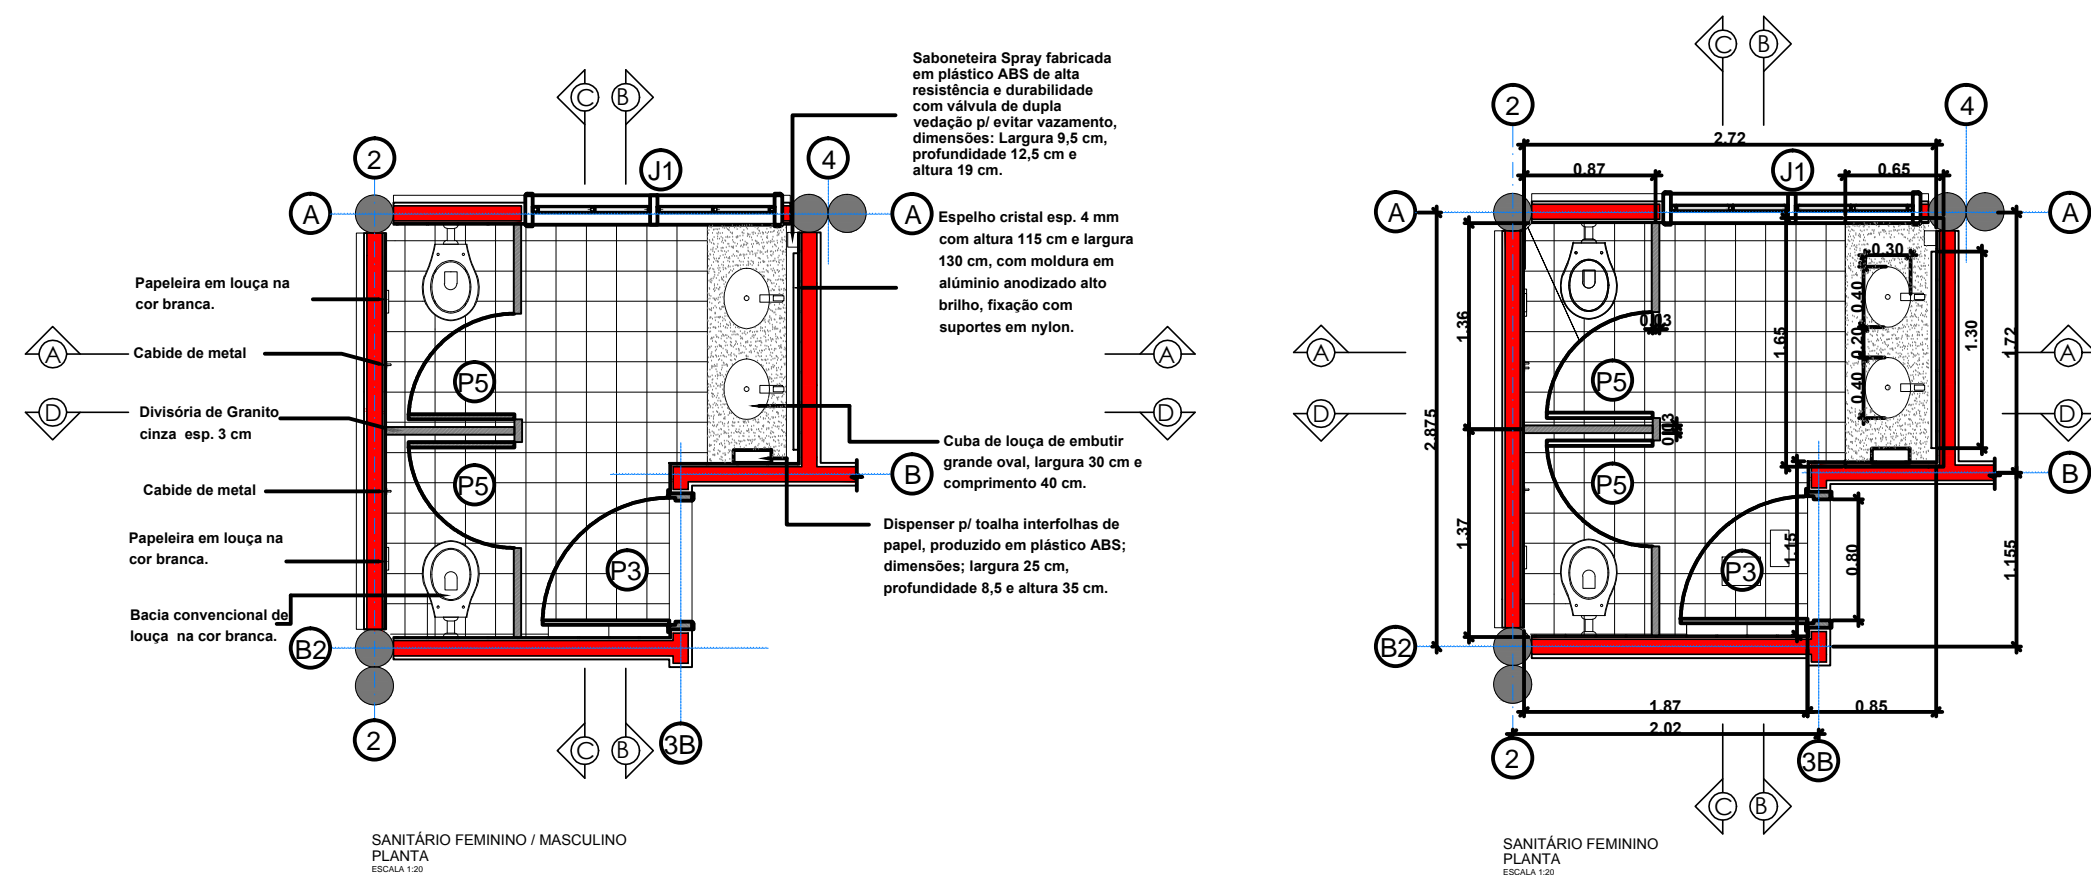 C
B
2
J1
4
A
A
Saboneteira Spray fabricada
em plástico ABS de alta
resistência e durabilidade
com válvula de dupla
vedação p/ evitar vazamento,
dimensões: Largura 9,5 cm,
profundidade 12,5 cm e
altura 19 cm.
Espelho cristal esp. 4 mm
com altura 115 cm e largura
130 cm, com moldura em
alúminio anodizado alto
brilho, fixação com
suportes em nylon.
Papeleira em louça na
cor branca.
A
Cabide de metal
A
D
Divisória de Granito
cinza esp. 3 cm
D
P5
P5
Cuba de louça de embutir
grande oval, largura 30 cm e
comprimento 40 cm.
B
Cabide de metal
Dispenser p/ toalha interfolhas de
papel, produzido em plástico ABS;
dimensões; largura 25 cm,
profundidade 8,5 e altura 35 cm.
Papeleira em louça na
cor branca.
P3
Bacia convencional de
louça na cor branca.
B2
2
C
B
3B
SANITÁRIO FEMININO / MASCULINO
PLANTA
ESCALA 1:20
C
B
2
4
2.72
0.87
J1
0.65
A
A
0.30
0.40
0.20
0.40
1.36
0.03
1.65
1.30
1.72
A
A
D
D
P5
2.875
0.03
P5
B
1.37
1.15
0.80
1.155
P3
B2
1.87
0.85
2.02
2
3B
C
B
SANITÁRIO FEMININO
PLANTA
ESCALA 1:20